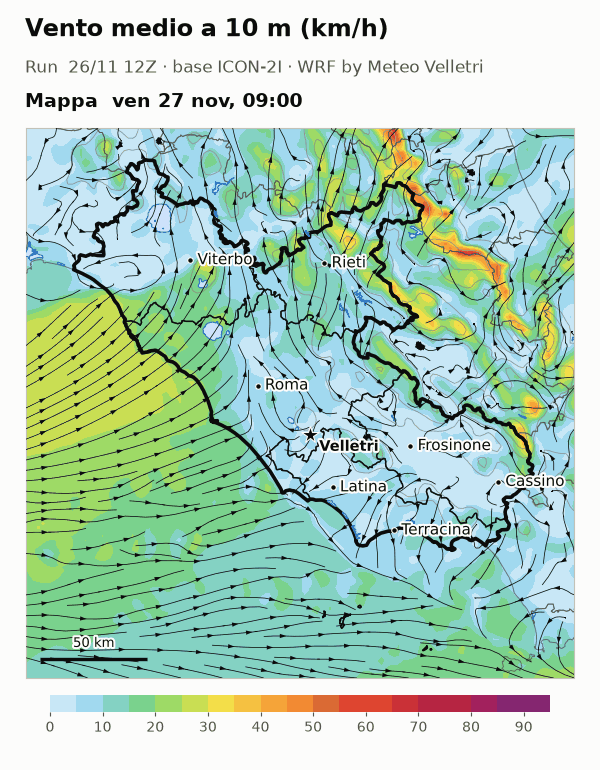 Vento medio a 10 m (km/h)
Run  26/11 12Z · base ICON-2I · WRF by Meteo Velletri
Mappa  ven 27 nov, 09:00
Viterbo
Rieti
Roma
Velletri
Frosinone
Latina
Cassino
Terracina
50 km
0 10 20 30 40 50 60 70 80 90